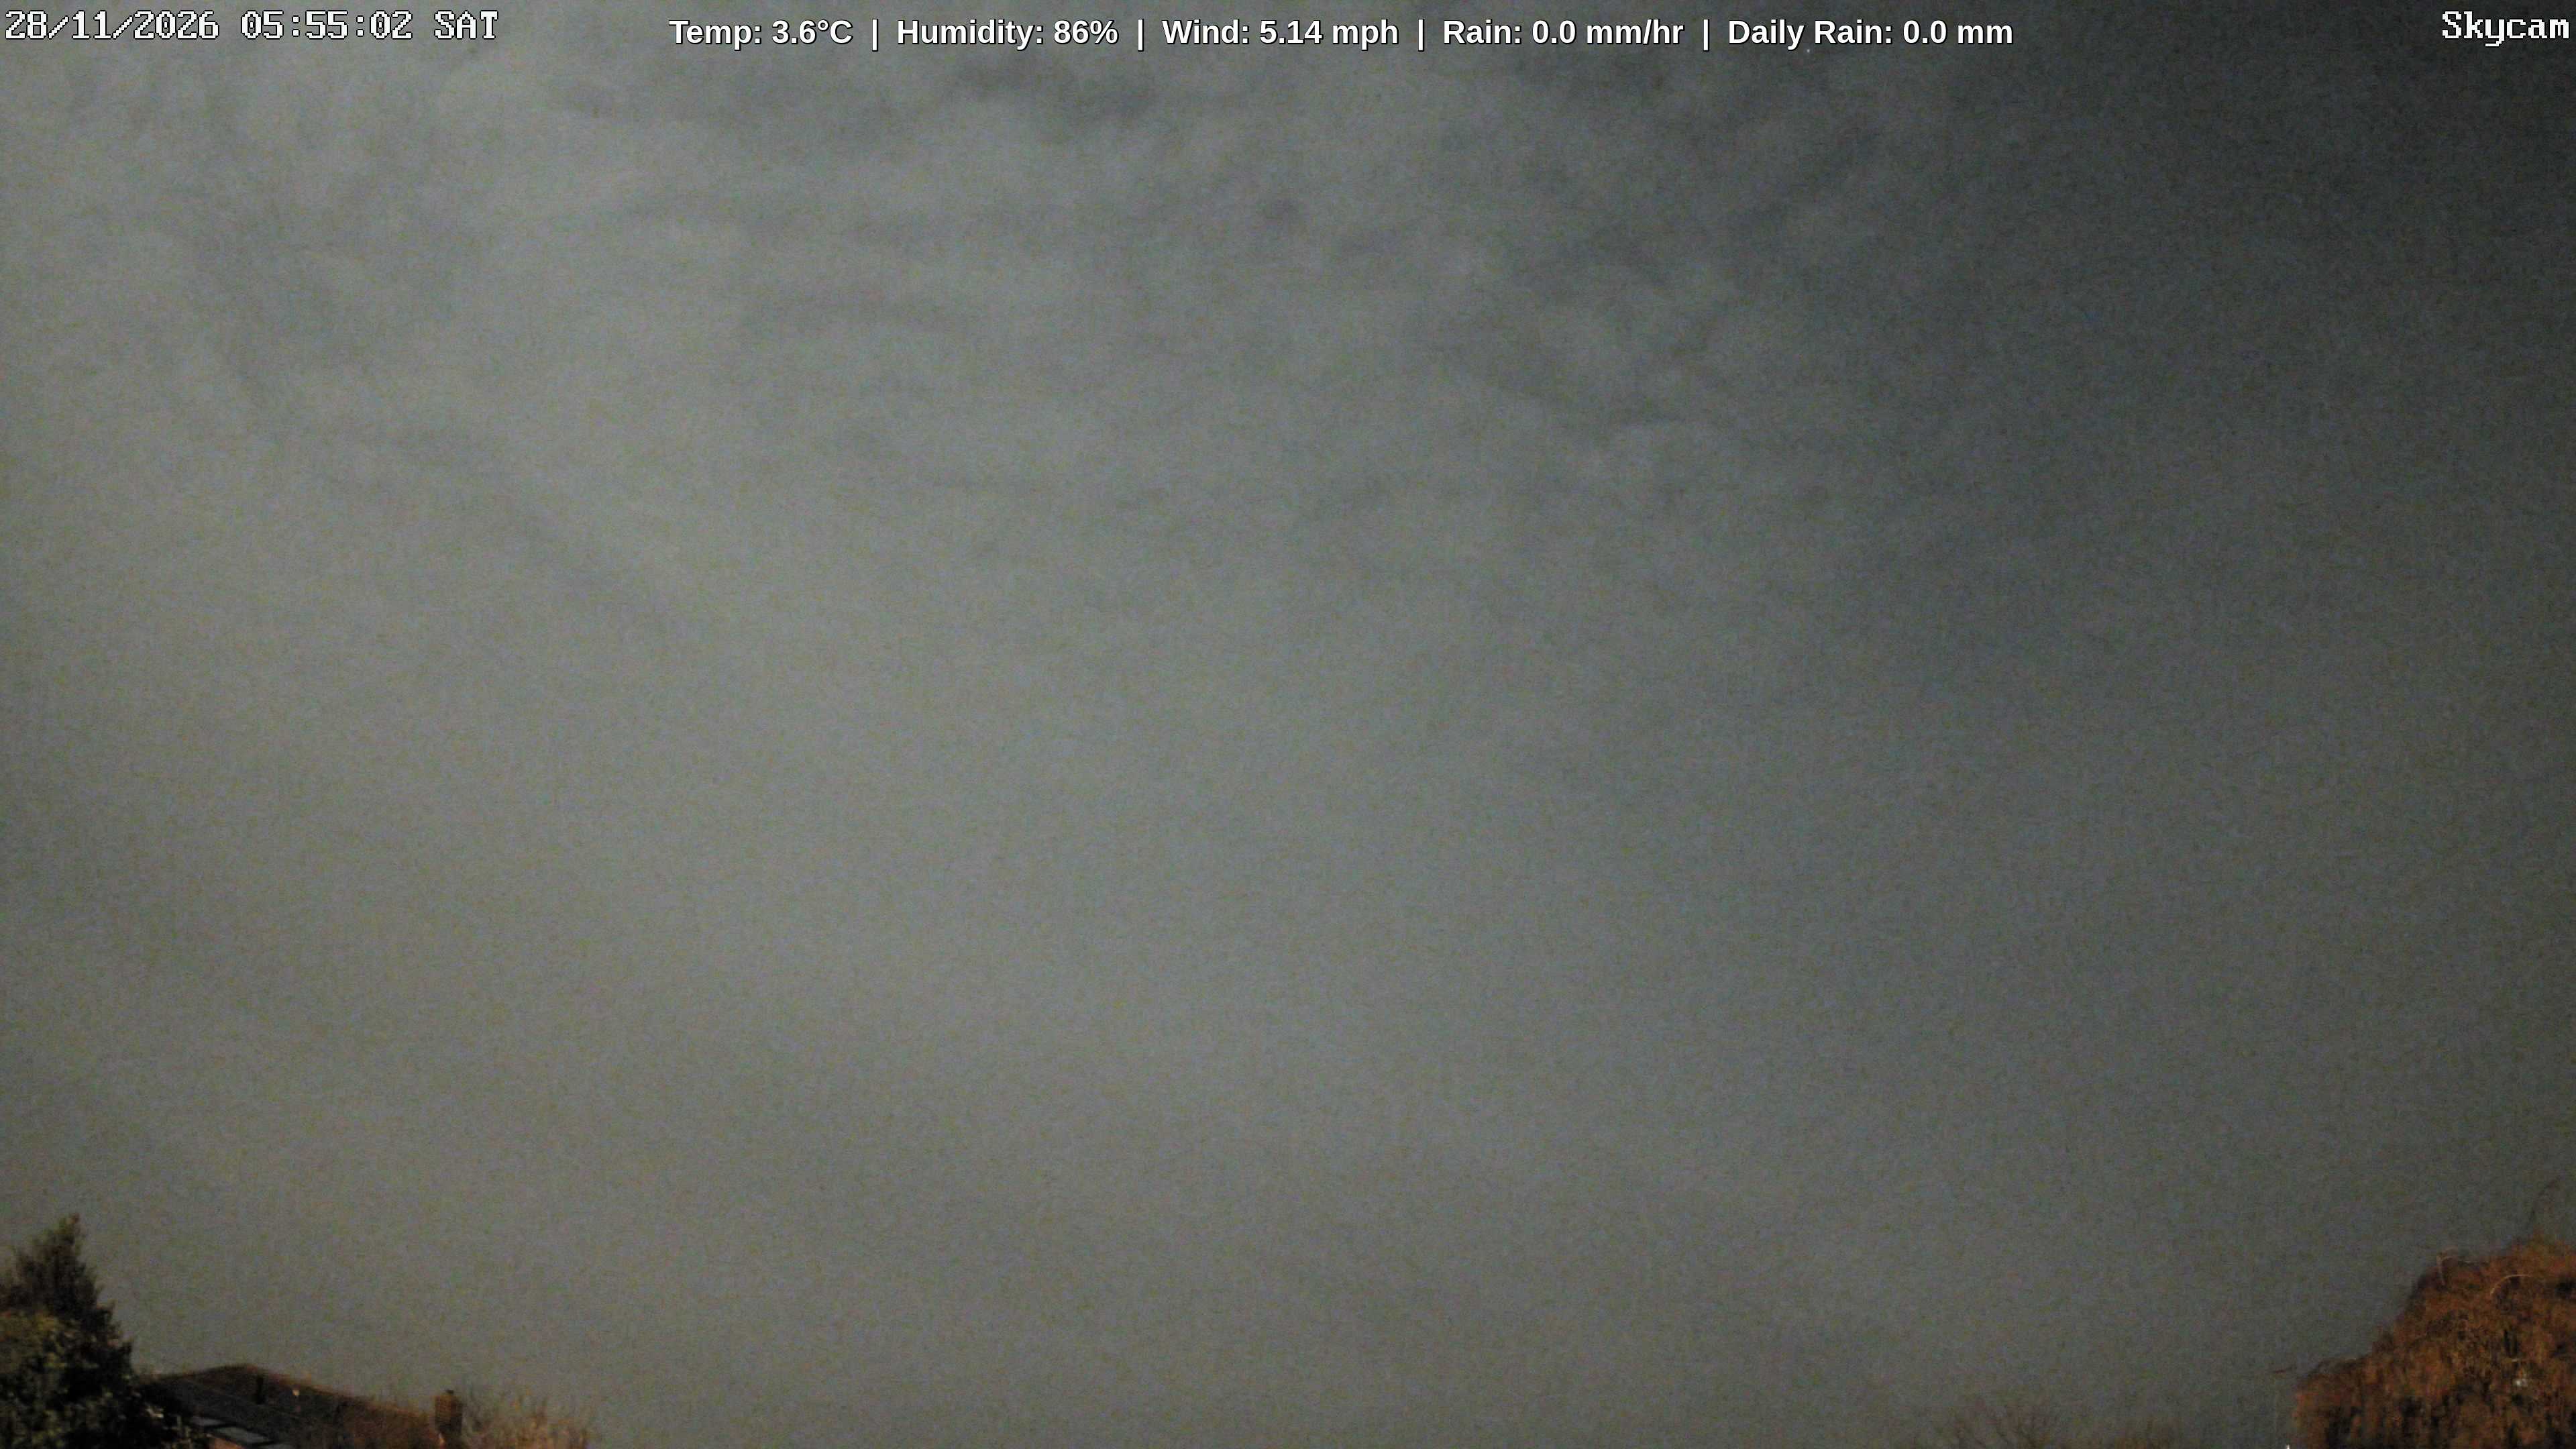 28/11/2026 05:55:02 SAT
Temp: 3.6°C | Humidity: 86% | Wind: 5.14 mph | Rain: 0.0 mm/hr | Daily Rain: 0.0 mm
Skycam